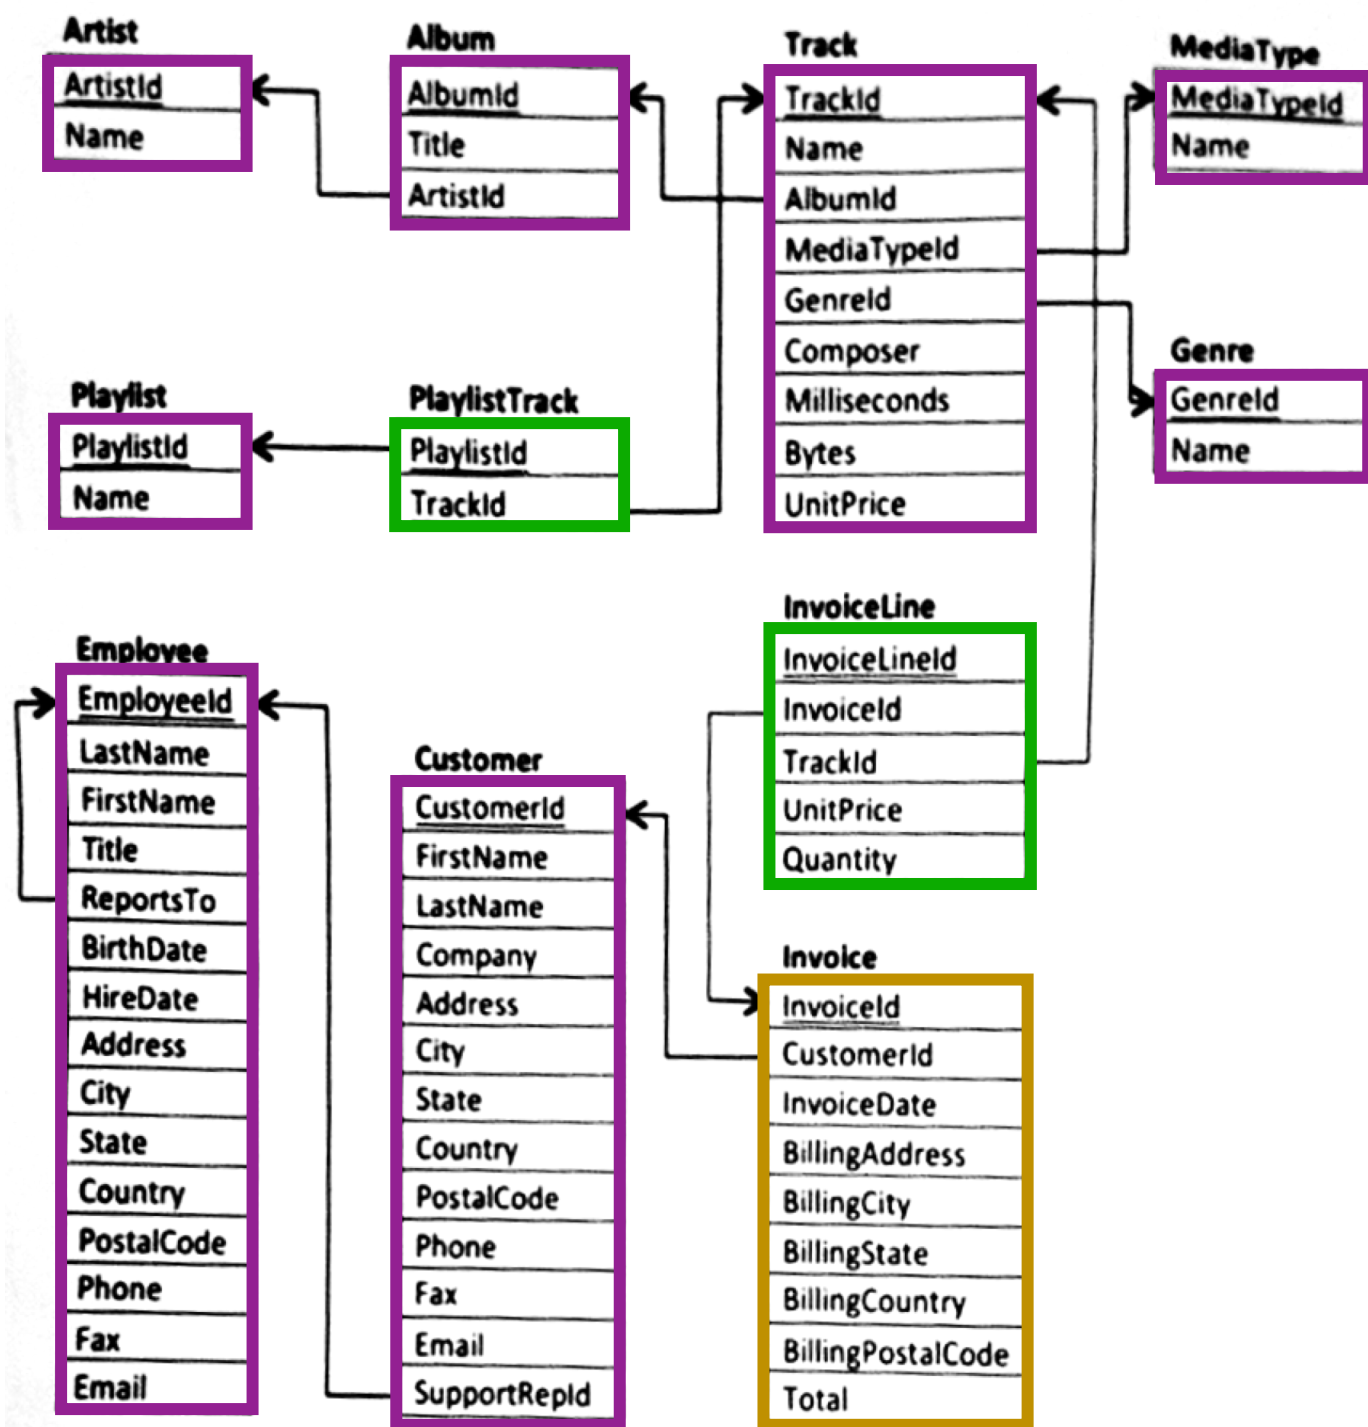 Artist
ArtistId
Name
Album
AlbumId
Title
ArtistId
Track
TrackId
Name
AlbumId
MediaTypeId
GenreId
Composer
Milliseconds
Bytes
UnitPrice
MediaType
MediaTypeId
Name
Genre
GenreId
Name
Playlist
PlaylistId
Name
PlaylistTrack
PlaylistId
TrackId
Employee
EmployeeId
LastName
FirstName
Title
ReportsTo
BirthDate
HireDate
Address
City
State
Country
PostalCode
Phone
Fax
Email
Customer
CustomerId
FirstName
LastName
Company
Address
City
State
Country
PostalCode
Phone
Fax
Email
SupportRepId
InvoiceLine
InvoiceLineId
InvoiceId
TrackId
UnitPrice
Quantity
Invoice
InvoiceId
CustomerId
InvoiceDate
BillingAddress
BillingCity
BillingState
BillingCountry
BillingPostalCode
Total